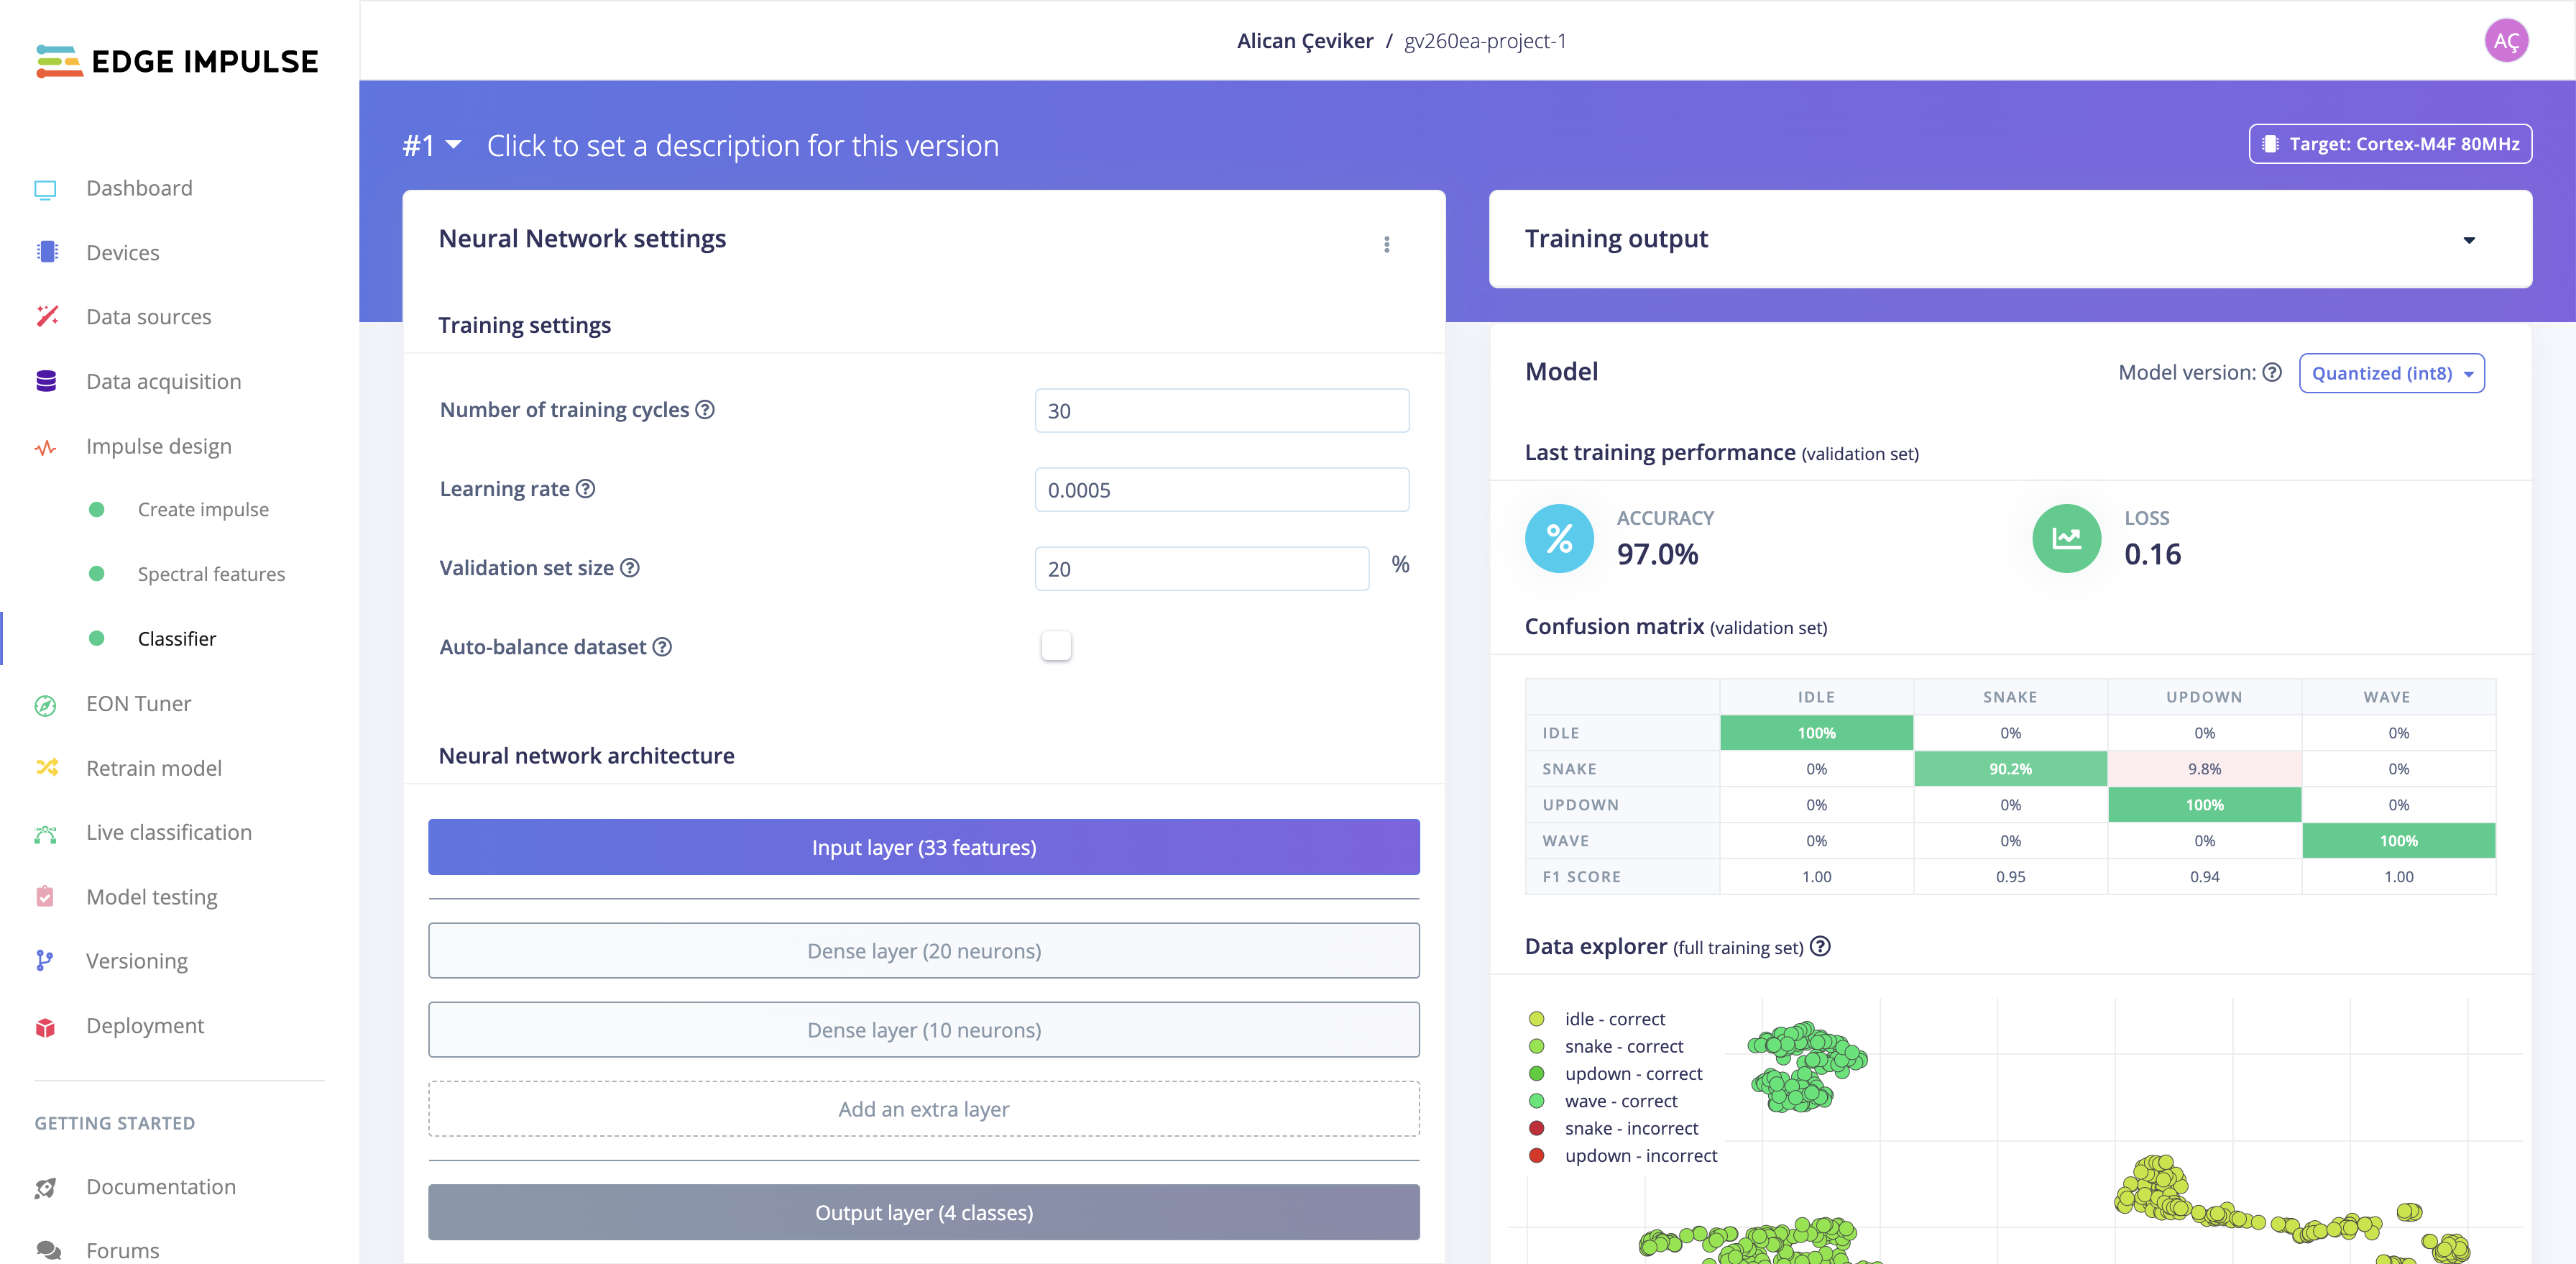 EDGE IMPULSE
Alican Çeviker / gv260ea-project-1
AÇ
Dashboard
Devices
Data sources
Data acquisition
Impulse design
Create impulse
Spectral features
Classifier
EON Tuner
Retrain model
Live classification
Model testing
Versioning
Deployment
GETTING STARTED
Documentation
Forums
#1 Click to set a description for this version
Target: Cortex-M4F 80MHz
Neural Network settings
Training settings
Number of training cycles ? 30
Learning rate ? 0.0005
Validation set size ? 20 %
Auto-balance dataset ?
Neural network architecture
Input layer (33 features)
Dense layer (20 neurons)
Dense layer (10 neurons)
Add an extra layer
Output layer (4 classes)
Training output
Model
Model version: ? Quantized (int8)
Last training performance (validation set)
% ACCURACY
97.0%
LOSS
0.16
Confusion matrix (validation set)
IDLE SNAKE UPDOWN WAVE
IDLE 100% 0% 0% 0%
SNAKE 0% 90.2% 9.8% 0%
UPDOWN 0% 0% 100% 0%
WAVE 0% 0% 0% 100%
F1 SCORE 1.00 0.95 0.94 1.00
Data explorer (full training set) ?
idle - correct
snake - correct
updown - correct
wave - correct
snake - incorrect
updown - incorrect